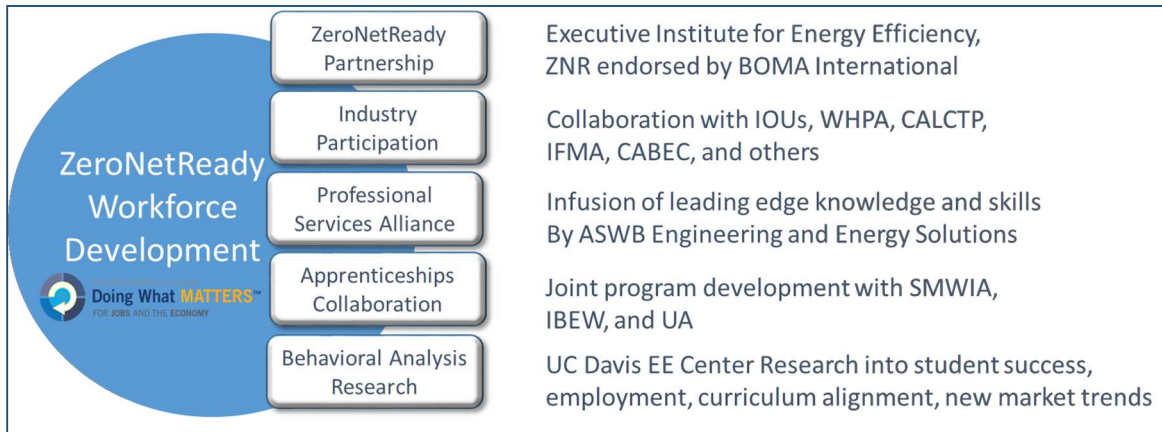 ZeroNetReady
Workforce
Development
Doing What MATTERS™
FOR JOBS AND THE ECONOMY
ZeroNetReady
Partnership
Executive Institute for Energy Efficiency,
ZNR endorsed by BOMA International
Industry
Participation
Collaboration with IOUs, WHPA, CALCTP,
IFMA, CABEC, and others
Professional
Services Alliance
Infusion of leading edge knowledge and skills
By ASWB Engineering and Energy Solutions
Apprenticeships
Collaboration
Joint program development with SMWIA,
IBEW, and UA
Behavioral Analysis
Research
UC Davis EE Center Research into student success,
employment, curriculum alignment, new market trends